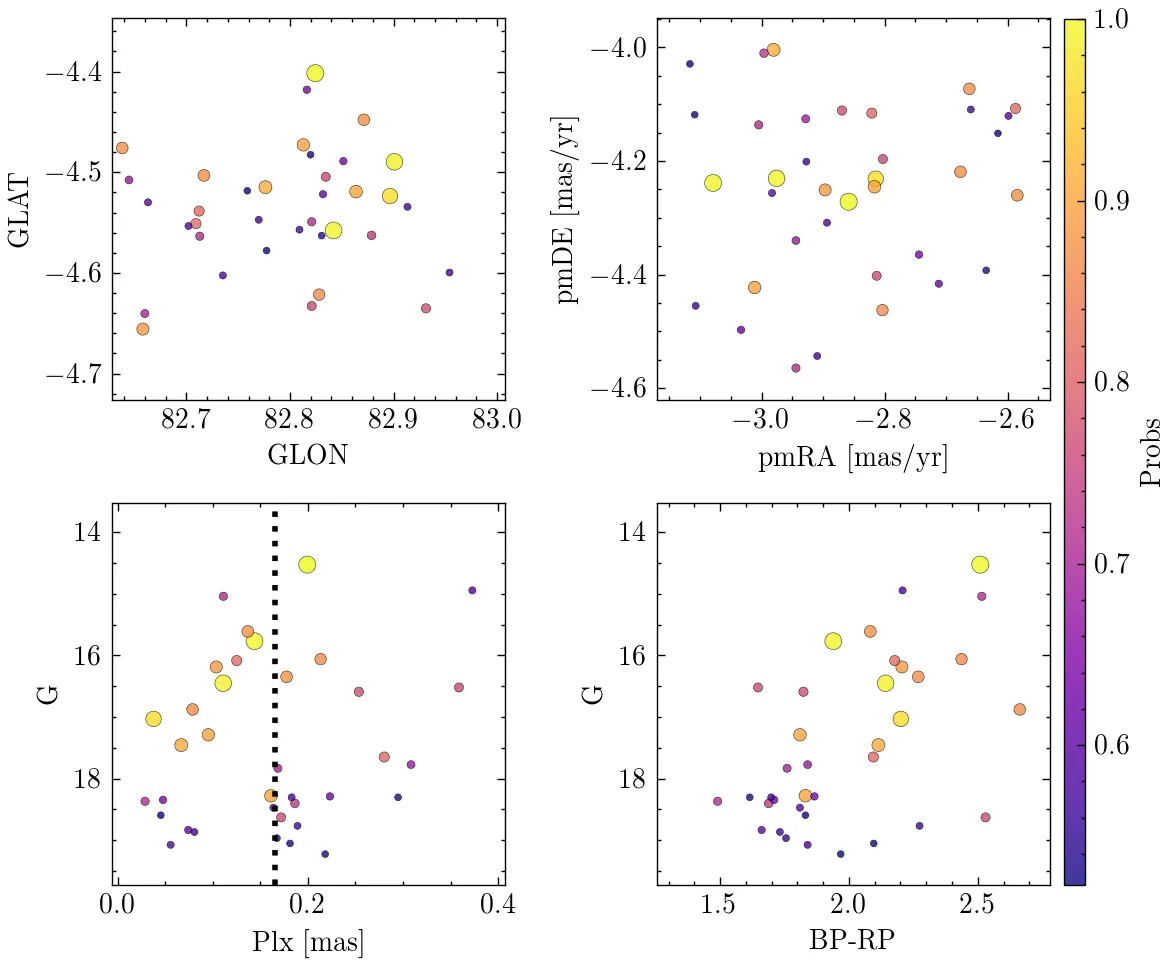 −4.4
−4.5
−4.6
−4.7
GLAT
82.7 82.8 82.9 83.0
GLON
−4.0
−4.2
−4.4
−4.6
pmDE [mas/yr]
−3.0 −2.8 −2.6
pmRA [mas/yr]
1.0
0.9
0.8
0.7
0.6
Probs
14
16
18
G
0.0 0.2 0.4
Plx [mas]
14
16
18
G
1.5 2.0 2.5
BP-RP